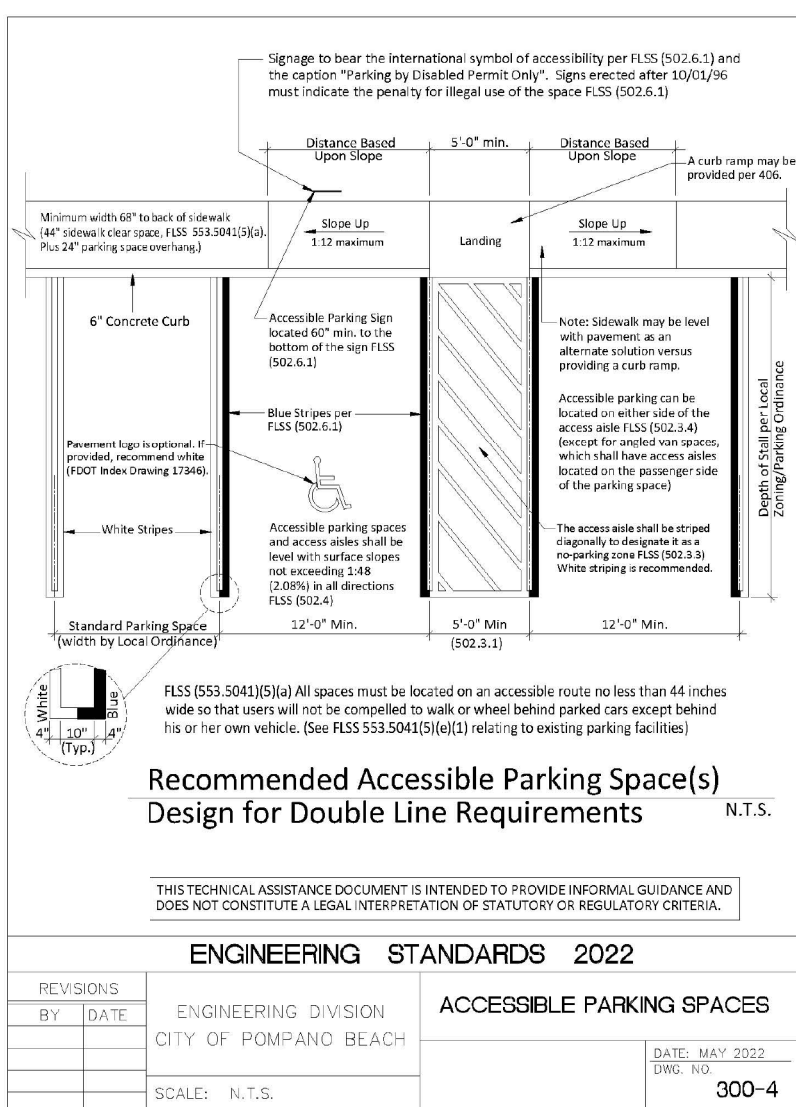 Signage to bear the international symbol of accessibility per FLSS (502.6.1) and
the caption "Parking by Disabled Permit Only". Signs erected after 10/01/96
must indicate the penalty for illegal use of the space FLSS (502.6.1)
Distance Based
Upon Slope
5'-0" min.
Distance Based
Upon Slope
A curb ramp may be
provided per 406.
Minimum width 68" to back of sidewalk
(44" sidewalk clear space, FLSS 553.5041(5)(a).
Plus 24" parking space overhang.)
Slope Up
1:12 maximum
Landing
Slope Up
1:12 maximum
6" Concrete Curb
Accessible Parking Sign
located 60" min. to the
bottom of the sign FLSS
(502.6.1)
Note: Sidewalk may be level
with pavement as an
alternate solution versus
providing a curb ramp.
Blue Stripes per
FLSS (502.6.1)
Accessible parking can be
located on either side of the
access aisle FLSS (502.3.4)
(except for angled van spaces,
which shall have access aisles
located on the passenger side
of the parking space)
Depth of Stall per Local
Zoning/Parking Ordinance
Pavement logo is optional. If
provided, recommend white
(FDOT Index Drawing 17346).
White Stripes
Accessible parking spaces
and access aisles shall be
level with surface slopes
not exceeding 1:48
(2.08%) in all directions
FLSS (502.4)
The access aisle shall be striped
diagonally to designate it as a
no-parking zone FLSS (502.3.3)
White striping is recommended.
Standard Parking Space
(width by Local Ordinance)
12'-0" Min.
5'-0" Min
(502.3.1)
12'-0" Min.
White
Blue
4" 10" 4"
(Typ.)
FLSS (553.5041)(5)(a) All spaces must be located on an accessible route no less than 44 inches
wide so that users will not be compelled to walk or wheel behind parked cars except behind
his or her own vehicle. (See FLSS 553.5041(5)(e)(1) relating to existing parking facilities)
Recommended Accessible Parking Space(s)
Design for Double Line Requirements N.T.S.
THIS TECHNICAL ASSISTANCE DOCUMENT IS INTENDED TO PROVIDE INFORMAL GUIDANCE AND
DOES NOT CONSTITUTE A LEGAL INTERPRETATION OF STATUTORY OR REGULATORY CRITERIA.
ENGINEERING STANDARDS 2022
REVISIONS
BY DATE
ENGINEERING DIVISION
CITY OF POMPANO BEACH
SCALE: N.T.S.
ACCESSIBLE PARKING SPACES
DATE: MAY 2022
DWG. NO.
300-4